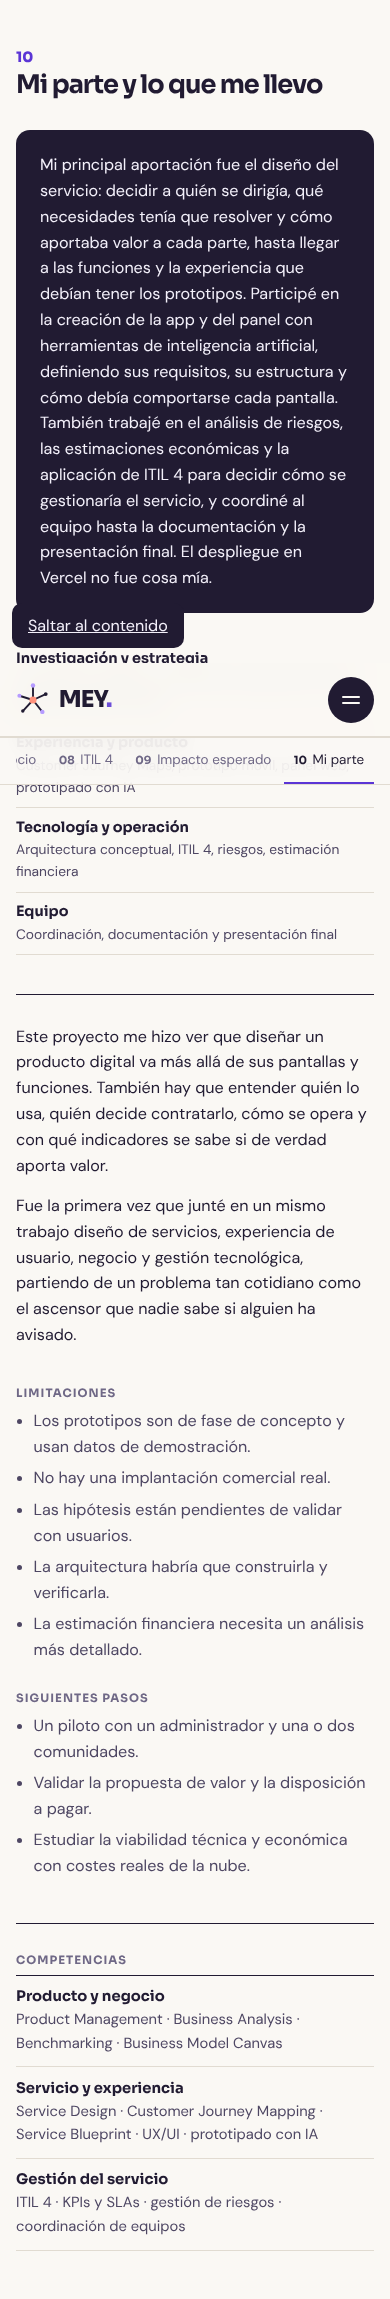 10
Mi parte y lo que me llevo
Mi principal aportación fue el diseño del
servicio: decidir a quién se dirigía, qué
necesidades tenía que resolver y cómo
aportaba valor a cada parte, hasta llegar
a las funciones y la experiencia que
debían tener los prototipos. Participé en
la creación de la app y del panel con
herramientas de inteligencia artificial,
definiendo sus requisitos, su estructura y
cómo debía comportarse cada pantalla.
También trabajé en el análisis de riesgos,
las estimaciones económicas y la
aplicación de ITIL 4 para decidir cómo se
gestionaría el servicio, y coordiné al
equipo hasta la documentación y la
presentación final. El despliegue en
Vercel no fue cosa mía.
Saltar al contenido
Investigación y estrategia
MEY.
Experiencia y producto
cio 08 ITIL 4 09 Impacto esperado 10 Mi parte
prototipado con IA
Tecnología y operación
Arquitectura conceptual, ITIL 4, riesgos, estimación
financiera
Equipo
Coordinación, documentación y presentación final
Este proyecto me hizo ver que diseñar un
producto digital va más allá de sus pantallas y
funciones. También hay que entender quién lo
usa, quién decide contratarlo, cómo se opera y
con qué indicadores se sabe si de verdad
aporta valor.
Fue la primera vez que junté en un mismo
trabajo diseño de servicios, experiencia de
usuario, negocio y gestión tecnológica,
partiendo de un problema tan cotidiano como
el ascensor que nadie sabe si alguien ha
avisado.
LIMITACIONES
• Los prototipos son de fase de concepto y
usan datos de demostración.
• No hay una implantación comercial real.
• Las hipótesis están pendientes de validar
con usuarios.
• La arquitectura habría que construirla y
verificarla.
• La estimación financiera necesita un análisis
más detallado.
SIGUIENTES PASOS
• Un piloto con un administrador y una o dos
comunidades.
• Validar la propuesta de valor y la disposición
a pagar.
• Estudiar la viabilidad técnica y económica
con costes reales de la nube.
COMPETENCIAS
Producto y negocio
Product Management · Business Analysis ·
Benchmarking · Business Model Canvas
Servicio y experiencia
Service Design · Customer Journey Mapping ·
Service Blueprint · UX/UI · prototipado con IA
Gestión del servicio
ITIL 4 · KPIs y SLAs · gestión de riesgos ·
coordinación de equipos